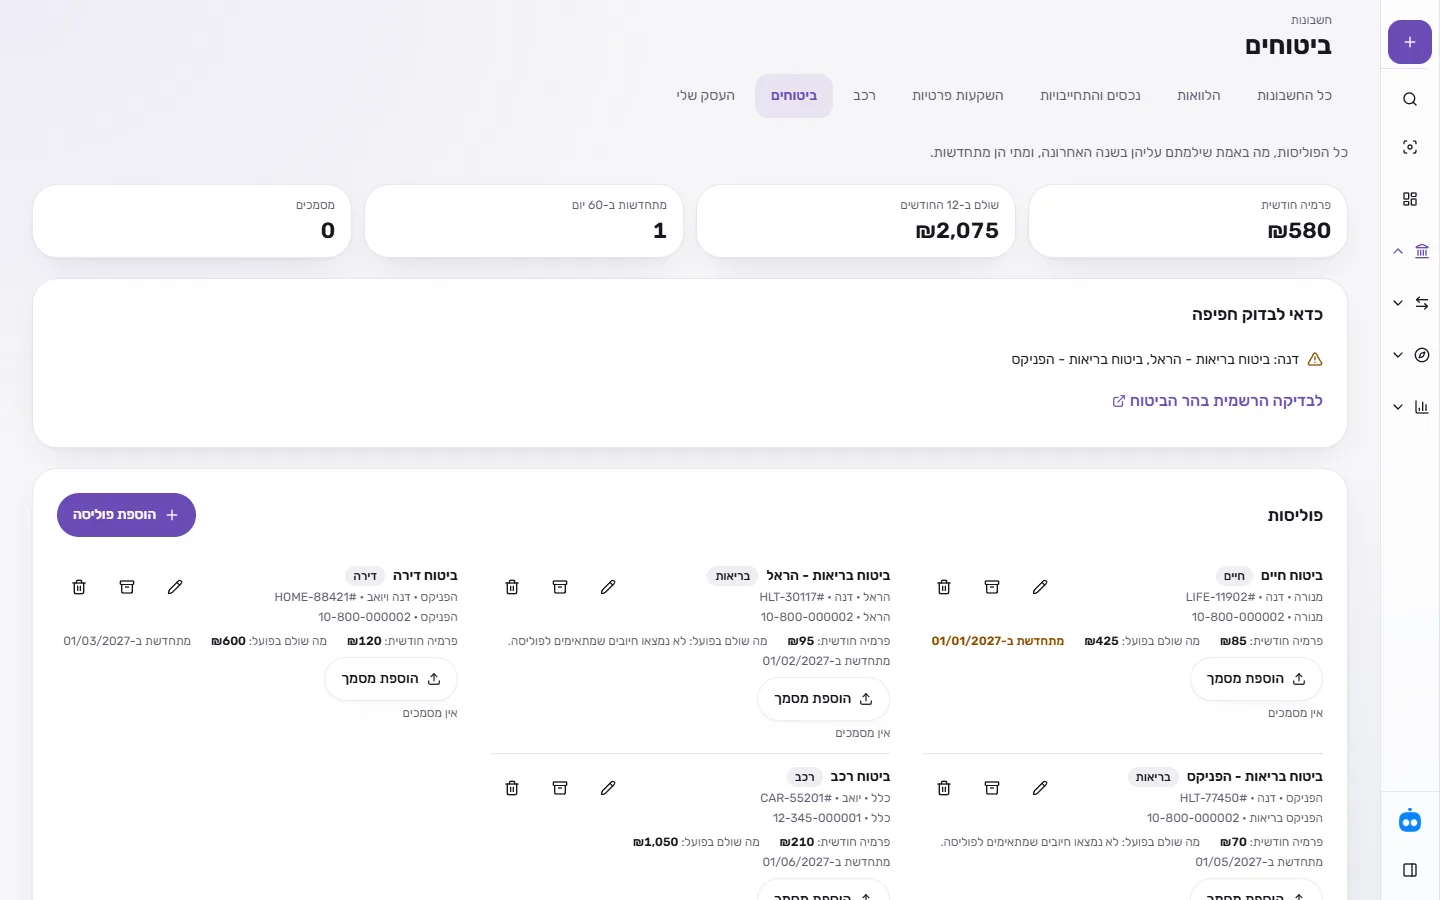 חשבונות
ביטוחים
כל החשבונות
הלוואות
נכסים והתחייבויות
השקעות פרטיות
רכב
ביטוחים
העסק שלי
כל הפוליסות, מה באמת שילמתם עליהן בשנה האחרונה, ומתי הן מתחדשות.
פרמיה חודשית
₪580
שולם ב-12 החודשים
₪2,075
מתחדשות ב-60 יום
1
מסמכים
0
כדאי לבדוק חפיפה
דנה: ביטוח בריאות - הראל, ביטוח בריאות - הפניקס
לבדיקה הרשמית בהר הביטוח
פוליסות
הוספת פוליסה
ביטוח חיים חיים
מנורה • דנה • #LIFE-11902
מנורה • 10-800-000002
פרמיה חודשית: ₪85 מה שולם בפועל: ₪425 מתחדשת ב-01/01/2027
הוספת מסמך
אין מסמכים
ביטוח בריאות - הראל בריאות
הראל • דנה • #HLT-30117
הראל • 10-800-000002
פרמיה חודשית: ₪95 מה שולם בפועל: לא נמצאו חיובים שמתאימים לפוליסה.
מתחדשת ב-01/02/2027
הוספת מסמך
אין מסמכים
ביטוח דירה דירה
הפניקס • דנה ויואב • #HOME-88421
הפניקס • 10-800-000002
פרמיה חודשית: ₪120 מה שולם בפועל: ₪600 מתחדשת ב-01/03/2027
הוספת מסמך
אין מסמכים
ביטוח בריאות - הפניקס בריאות
הפניקס • דנה • #HLT-77450
הפניקס בריאות • 10-800-000002
פרמיה חודשית: ₪70 מה שולם בפועל: לא נמצאו חיובים שמתאימים לפוליסה.
מתחדשת ב-01/05/2027
הוספת מסמך
ביטוח רכב רכב
כלל • יואב • #CAR-55201
כלל • 12-345-000001
פרמיה חודשית: ₪210 מה שולם בפועל: ₪1,050
מתחדשת ב-01/06/2027
הוספת מסמך